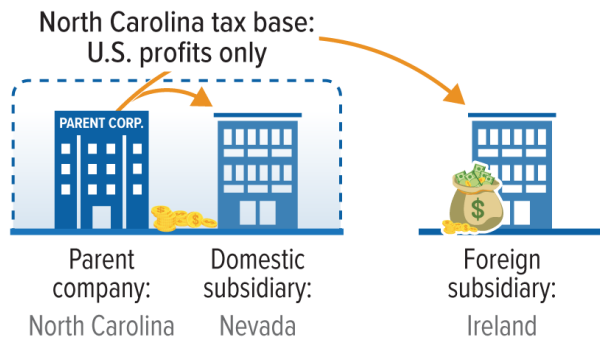 North Carolina tax base:
U.S. profits only
PARENT CORP.
$
$
Parent
company:
North Carolina
Domestic
subsidiary:
Nevada
Foreign
subsidiary:
Ireland